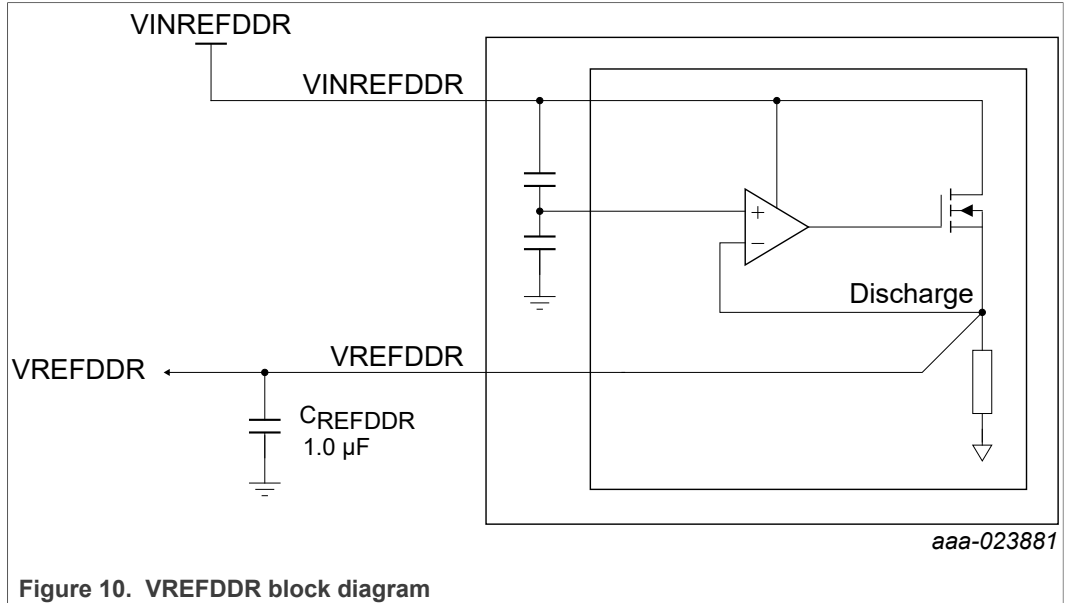 VINREFDDR
VINREFDDR
+
−
Discharge
VREFDDR
VREFDDR
CREFDDR
1.0 µF
aaa-023881
Figure 10. VREFDDR block diagram